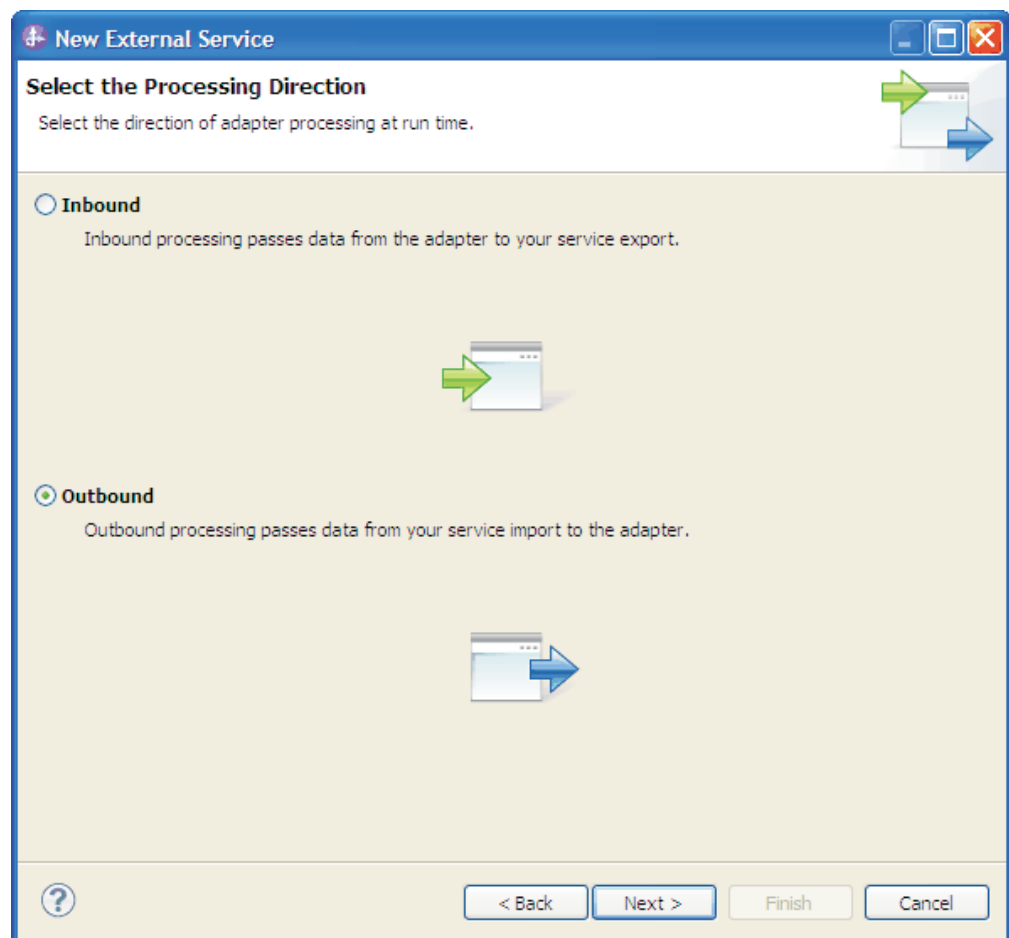 New External Service
Select the Processing Direction
Select the direction of adapter processing at run time.
Inbound
Inbound processing passes data from the adapter to your service export.
Outbound
Outbound processing passes data from your service import to the adapter.
?
< Back
Next >
Finish
Cancel